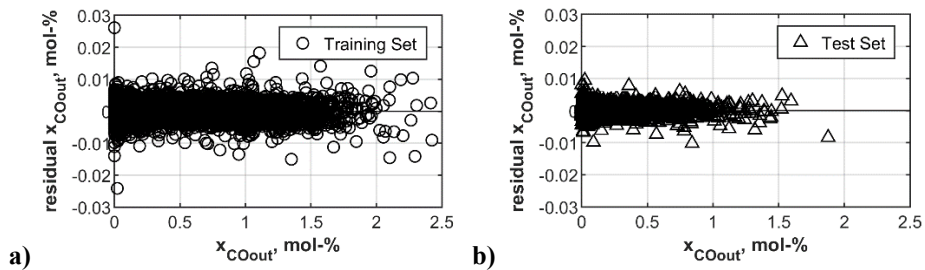 0.03
0.02
0.01
0
-0.01
-0.02
-0.03
residual x_COout, mol-%
0 0.5 1 1.5 2 2.5
x_COout, mol-%
Training Set
a)
0.03
0.02
0.01
0
-0.01
-0.02
-0.03
residual x_COout, mol-%
0 0.5 1 1.5 2 2.5
x_COout, mol-%
Test Set
b)